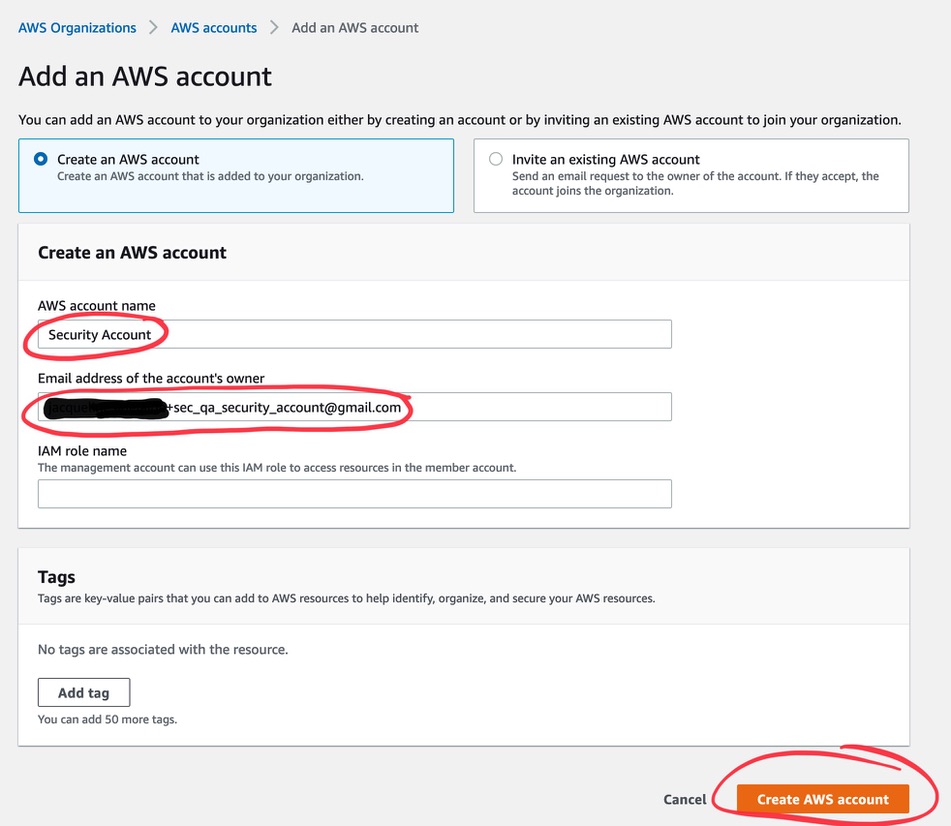 AWS Organizations > AWS accounts > Add an AWS account
Add an AWS account
You can add an AWS account to your organization either by creating an account or by inviting an existing AWS account to join your organization.
Create an AWS account
Create an AWS account that is added to your organization.
Invite an existing AWS account
Send an email request to the owner of the account. If they accept, the
account joins the organization.
Create an AWS account
AWS account name
Security Account
Email address of the account's owner
+sec_qa_security_account@gmail.com
IAM role name
The management account can use this IAM role to access resources in the member account.
Tags
Tags are key-value pairs that you can add to AWS resources to help identify, organize, and secure your AWS resources.
No tags are associated with the resource.
Add tag
You can add 50 more tags.
Cancel
Create AWS account